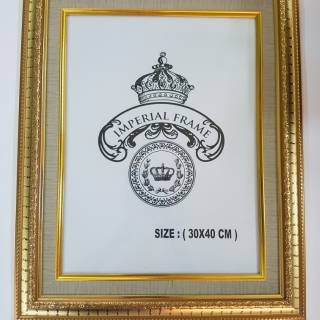 IMPERIAL FRAME
SIZE : ( 30X40 CM )